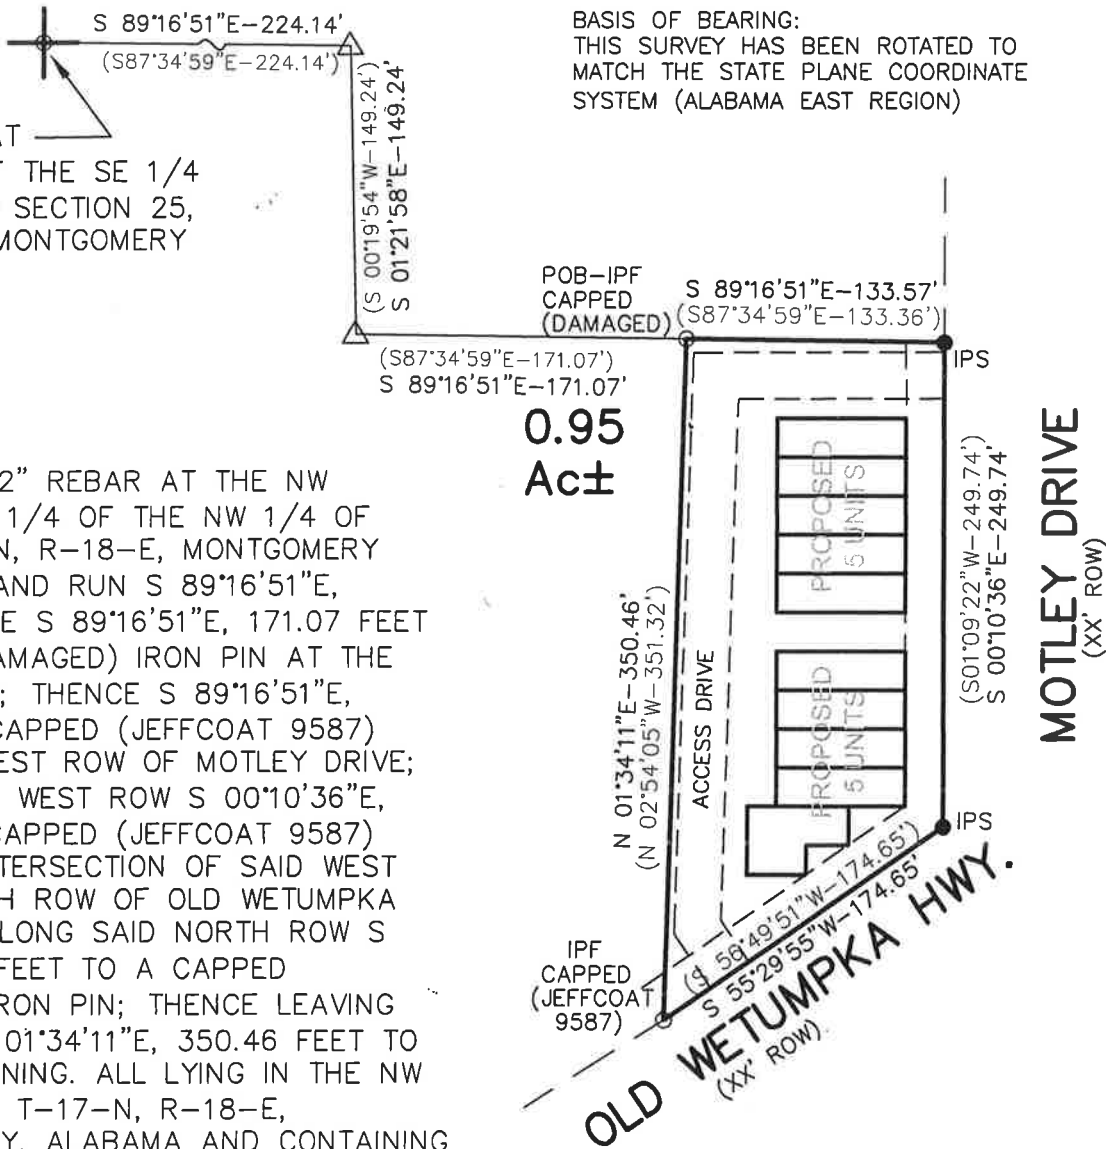 S 89°16'51"E-224.14'
(S87°34'59"E-224.14')
BASIS OF BEARING:
THIS SURVEY HAS BEEN ROTATED TO
MATCH THE STATE PLANE COORDINATE
SYSTEM (ALABAMA EAST REGION)
(S 00°19'54"W-149.24')
S 01°21'58"E-149.24'
AT
THE SE 1/4
SECTION 25,
MONTGOMERY
POB-IPF
CAPPED
(DAMAGED)
S 89°16'51"E-133.57'
(S87°34'59"E-133.36')
IPS
(S87°34'59"E-171.07')
S 89°16'51"E-171.07'
0.95
Ac±
2" REBAR AT THE NW
1/4 OF THE NW 1/4 OF
N, R-18-E, MONTGOMERY
AND RUN S 89°16'51"E,
E S 89°16'51"E, 171.07 FEET
AMAGED) IRON PIN AT THE
; THENCE S 89°16'51"E,
CAPPED (JEFFCOAT 9587)
EST ROW OF MOTLEY DRIVE;
WEST ROW S 00°10'36"E,
CAPPED (JEFFCOAT 9587)
TERSECTION OF SAID WEST
H ROW OF OLD WETUMPKA
LONG SAID NORTH ROW S
FEET TO A CAPPED
RON PIN; THENCE LEAVING
01°34'11"E, 350.46 FEET TO
NING. ALL LYING IN THE NW
T-17-N, R-18-E,
Y, ALABAMA AND CONTAINING
N 01°34'11"E-350.46'
(N 02°54'05"W-351.32')
ACCESS DRIVE
PROPOSED
5 UNITS
PROPOSED
5 UNITS
(S01°09'22"W-249.74')
S 00°10'36"E-249.74'
MOTLEY DRIVE
(XX' ROW)
IPS
(S 56°49'51"W-174.65')
S 55°29'55"W-174.65'
IPF
CAPPED
(JEFFCOAT
9587)
OLD WETUMPKA HWY.
(XX' ROW)